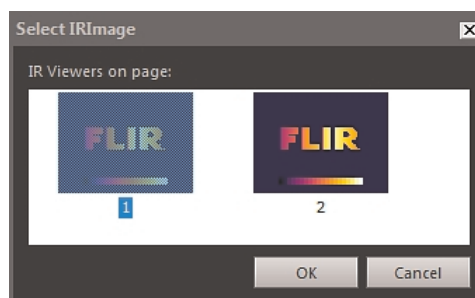 Select IRImage
IR Viewers on page:
FLIR FLIR
1 2
OK Cancel